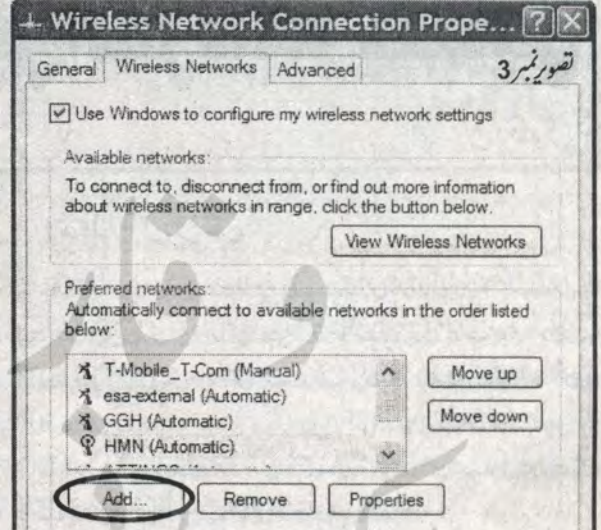 Wireless Network Connection Prope...
General Wireless Networks Advanced
تصویر نمبر 3
Use Windows to configure my wireless network settings
Available networks:
To connect to, disconnect from, or find out more information
about wireless networks in range, click the button below.
View Wireless Networks
Preferred networks:
Automatically connect to available networks in the order listed
below:
T-Mobile_T-Com (Manual)
esa-external (Automatic)
GGH (Automatic)
HMN (Automatic)
Move up
Move down
Add... Remove Properties